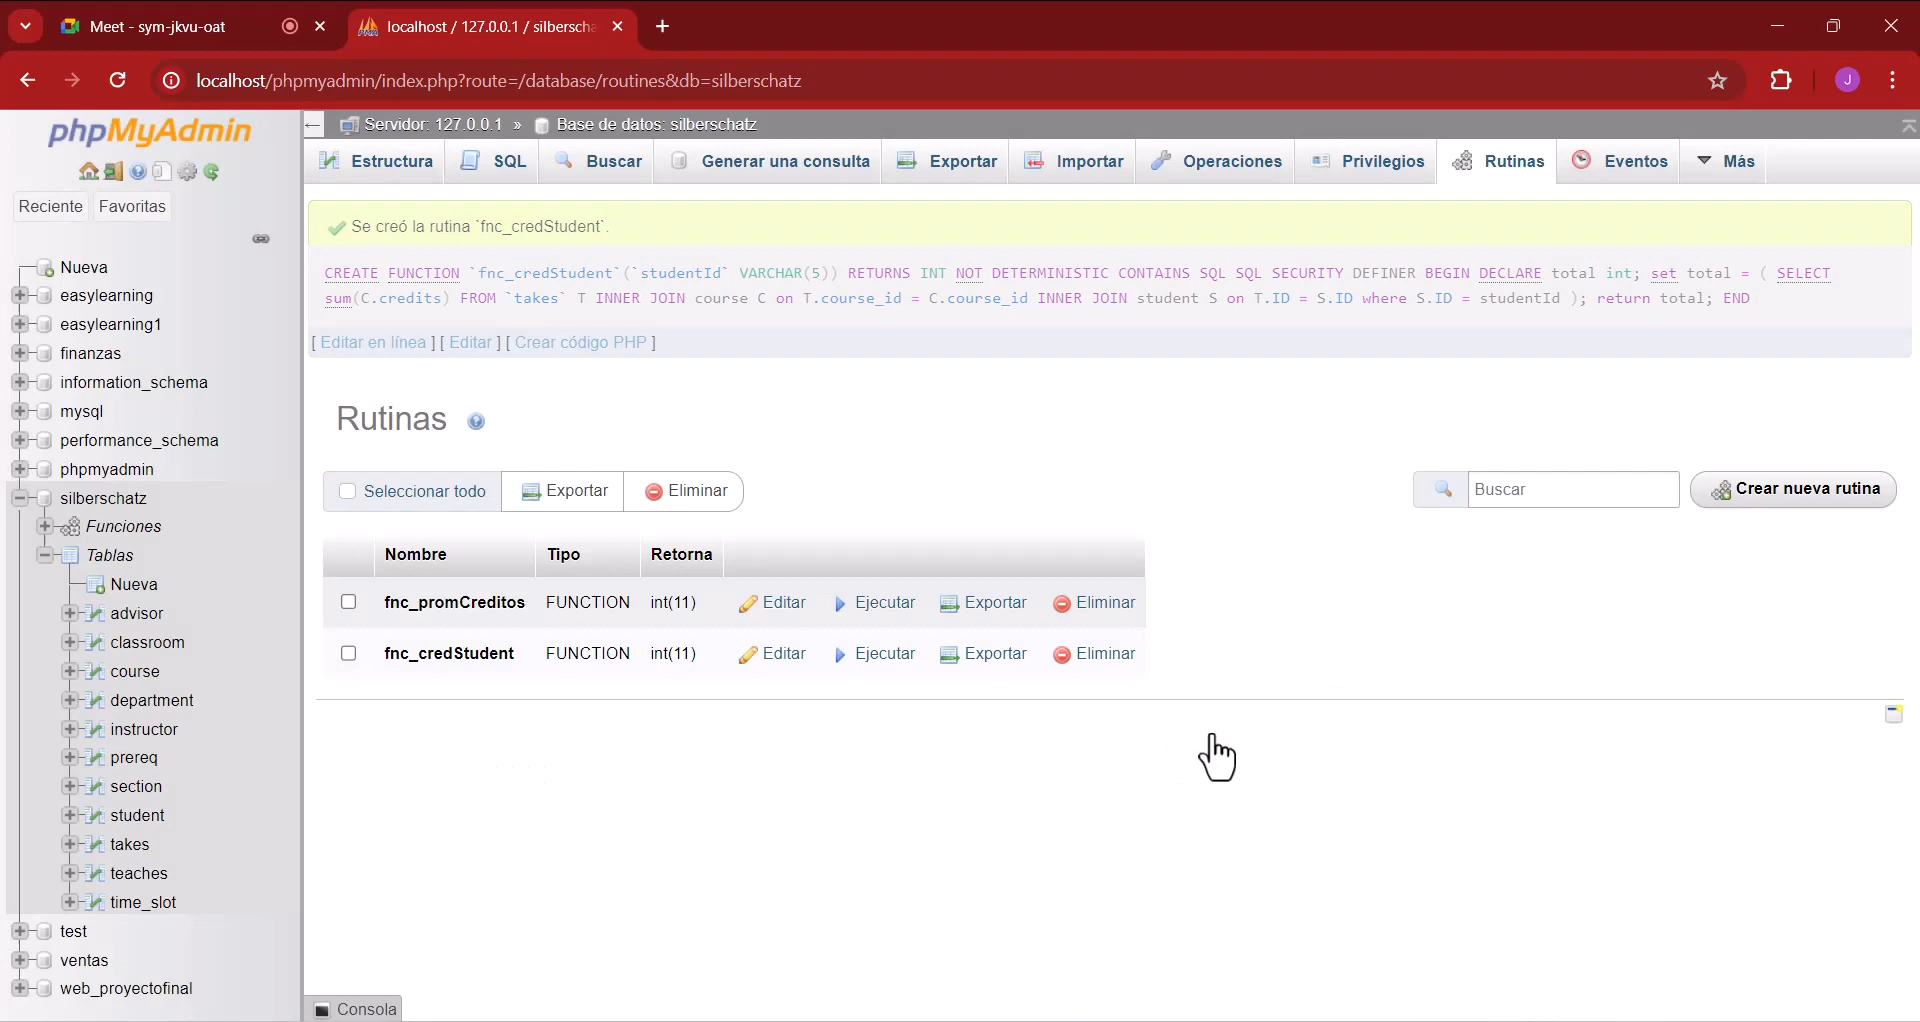 Meet - sym-jkvu-oat
localhost / 127.0.0.1 / silbersch
localhost/phpmyadmin/index.php?route=/database/routines&db=silberschatz
J
phpMyAdmin
Reciente Favoritas
Nueva
easylearning
easylearning1
finanzas
information_schema
mysql
performance_schema
phpmyadmin
silberschatz
Funciones
Tablas
Nueva
advisor
classroom
course
department
instructor
prereq
section
student
takes
teaches
time_slot
test
ventas
web_proyectofinal
Servidor: 127.0.0.1 » Base de datos: silberschatz
Estructura SQL Buscar Generar una consulta Exportar Importar Operaciones Privilegios Rutinas Eventos Más
Se creó la rutina `fnc_credStudent`.
CREATE FUNCTION `fnc_credStudent`(`studentId` VARCHAR(5)) RETURNS INT NOT DETERMINISTIC CONTAINS SQL SQL SECURITY DEFINER BEGIN DECLARE total int; set total = ( SELECT
sum(C.credits) FROM `takes` T INNER JOIN course C on T.course_id = C.course_id INNER JOIN student S on T.ID = S.ID where S.ID = studentId ); return total; END
[ Editar en línea ] [ Editar ] [ Crear código PHP ]
Rutinas
Seleccionar todo Exportar Eliminar Buscar Crear nueva rutina
Nombre Tipo Retorna
fnc_promCreditos FUNCTION int(11) Editar Ejecutar Exportar Eliminar
fnc_credStudent FUNCTION int(11) Editar Ejecutar Exportar Eliminar
Consola